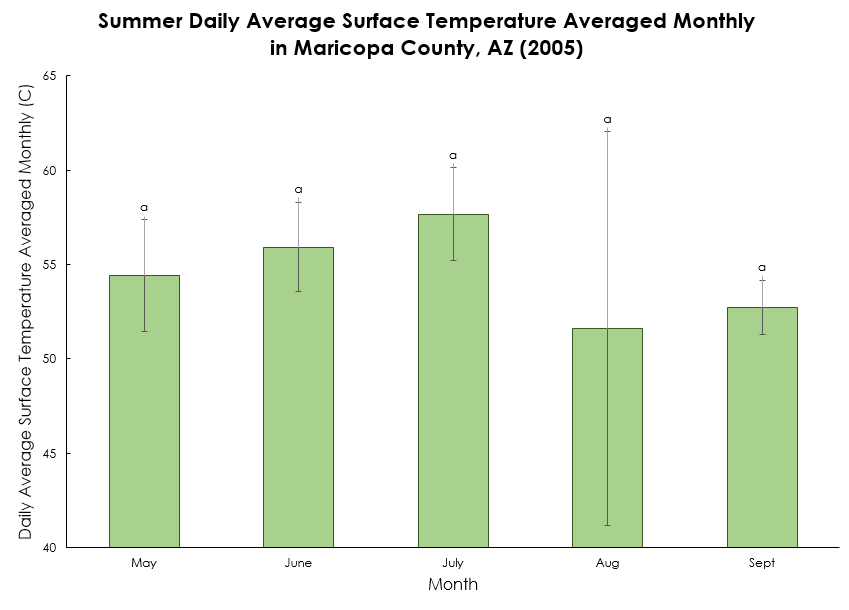 Summer Daily Average Surface Temperature Averaged Monthly
in Maricopa County, AZ (2005)
Daily Average Surface Temperature Averaged Monthly (C)
65
60
55
50
45
40
a
a
a
a
a
May
June
July
Aug
Sept
Month